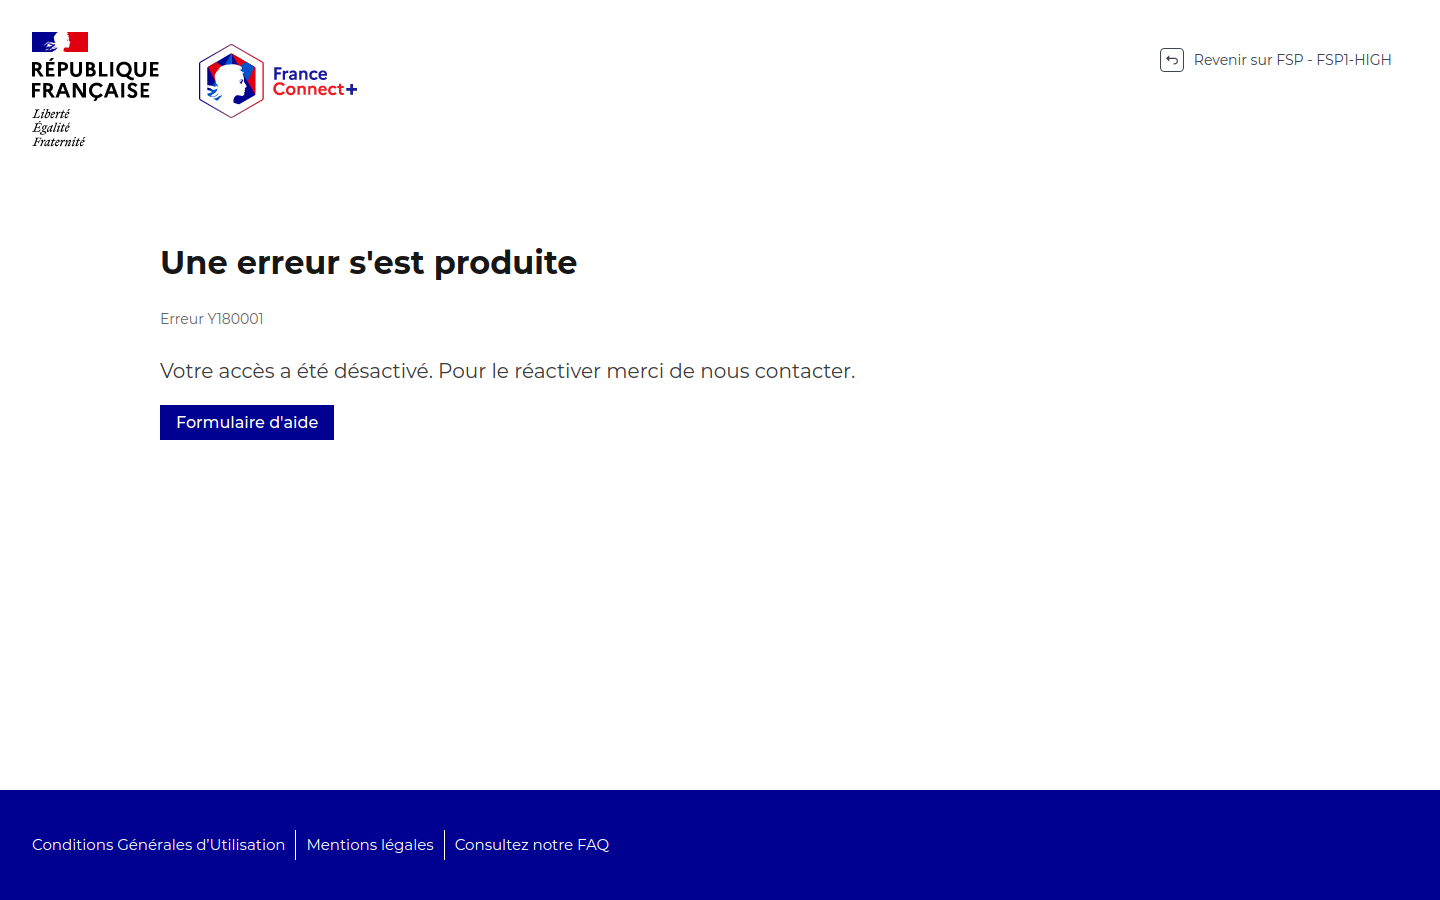 RÉPUBLIQUE
FRANÇAISE
Liberté
Égalité
Fraternité
France
Connect+
Revenir sur FSP - FSP1-HIGH
Une erreur s'est produite
Erreur Y180001
Votre accès a été désactivé. Pour le réactiver merci de nous contacter.
Formulaire d'aide
Conditions Générales d’Utilisation
Mentions légales
Consultez notre FAQ